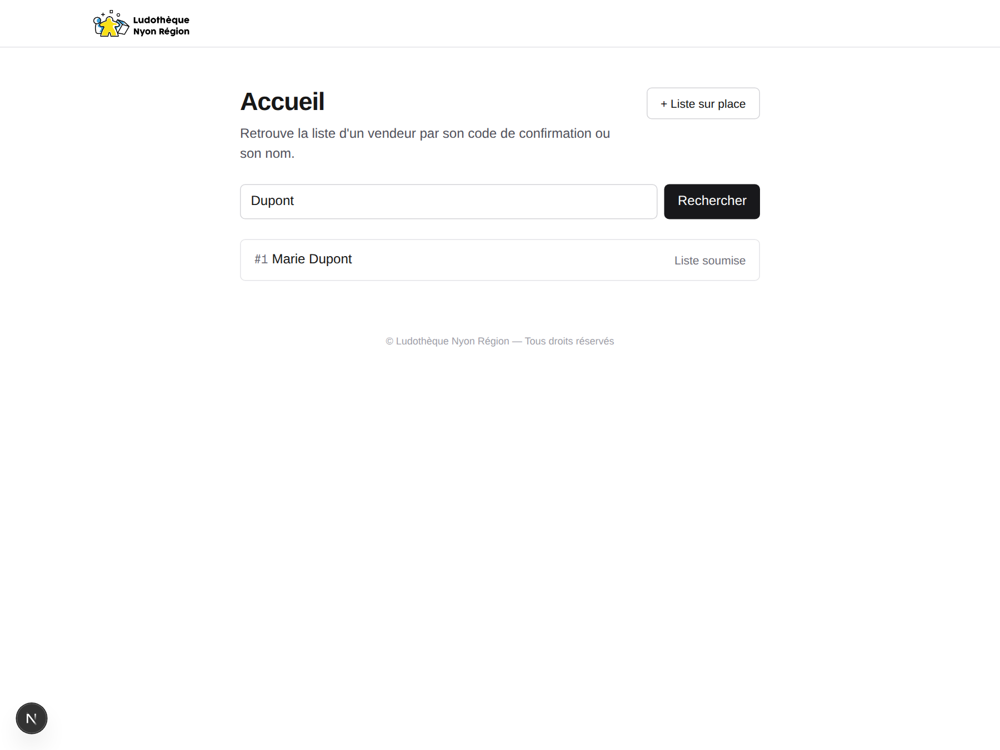 Ludothèque
Nyon Région
Accueil
+ Liste sur place
Retrouve la liste d'un vendeur par son code de confirmation ou
son nom.
Dupont
Rechercher
#1 Marie Dupont
Liste soumise
© Ludothèque Nyon Région — Tous droits réservés
N